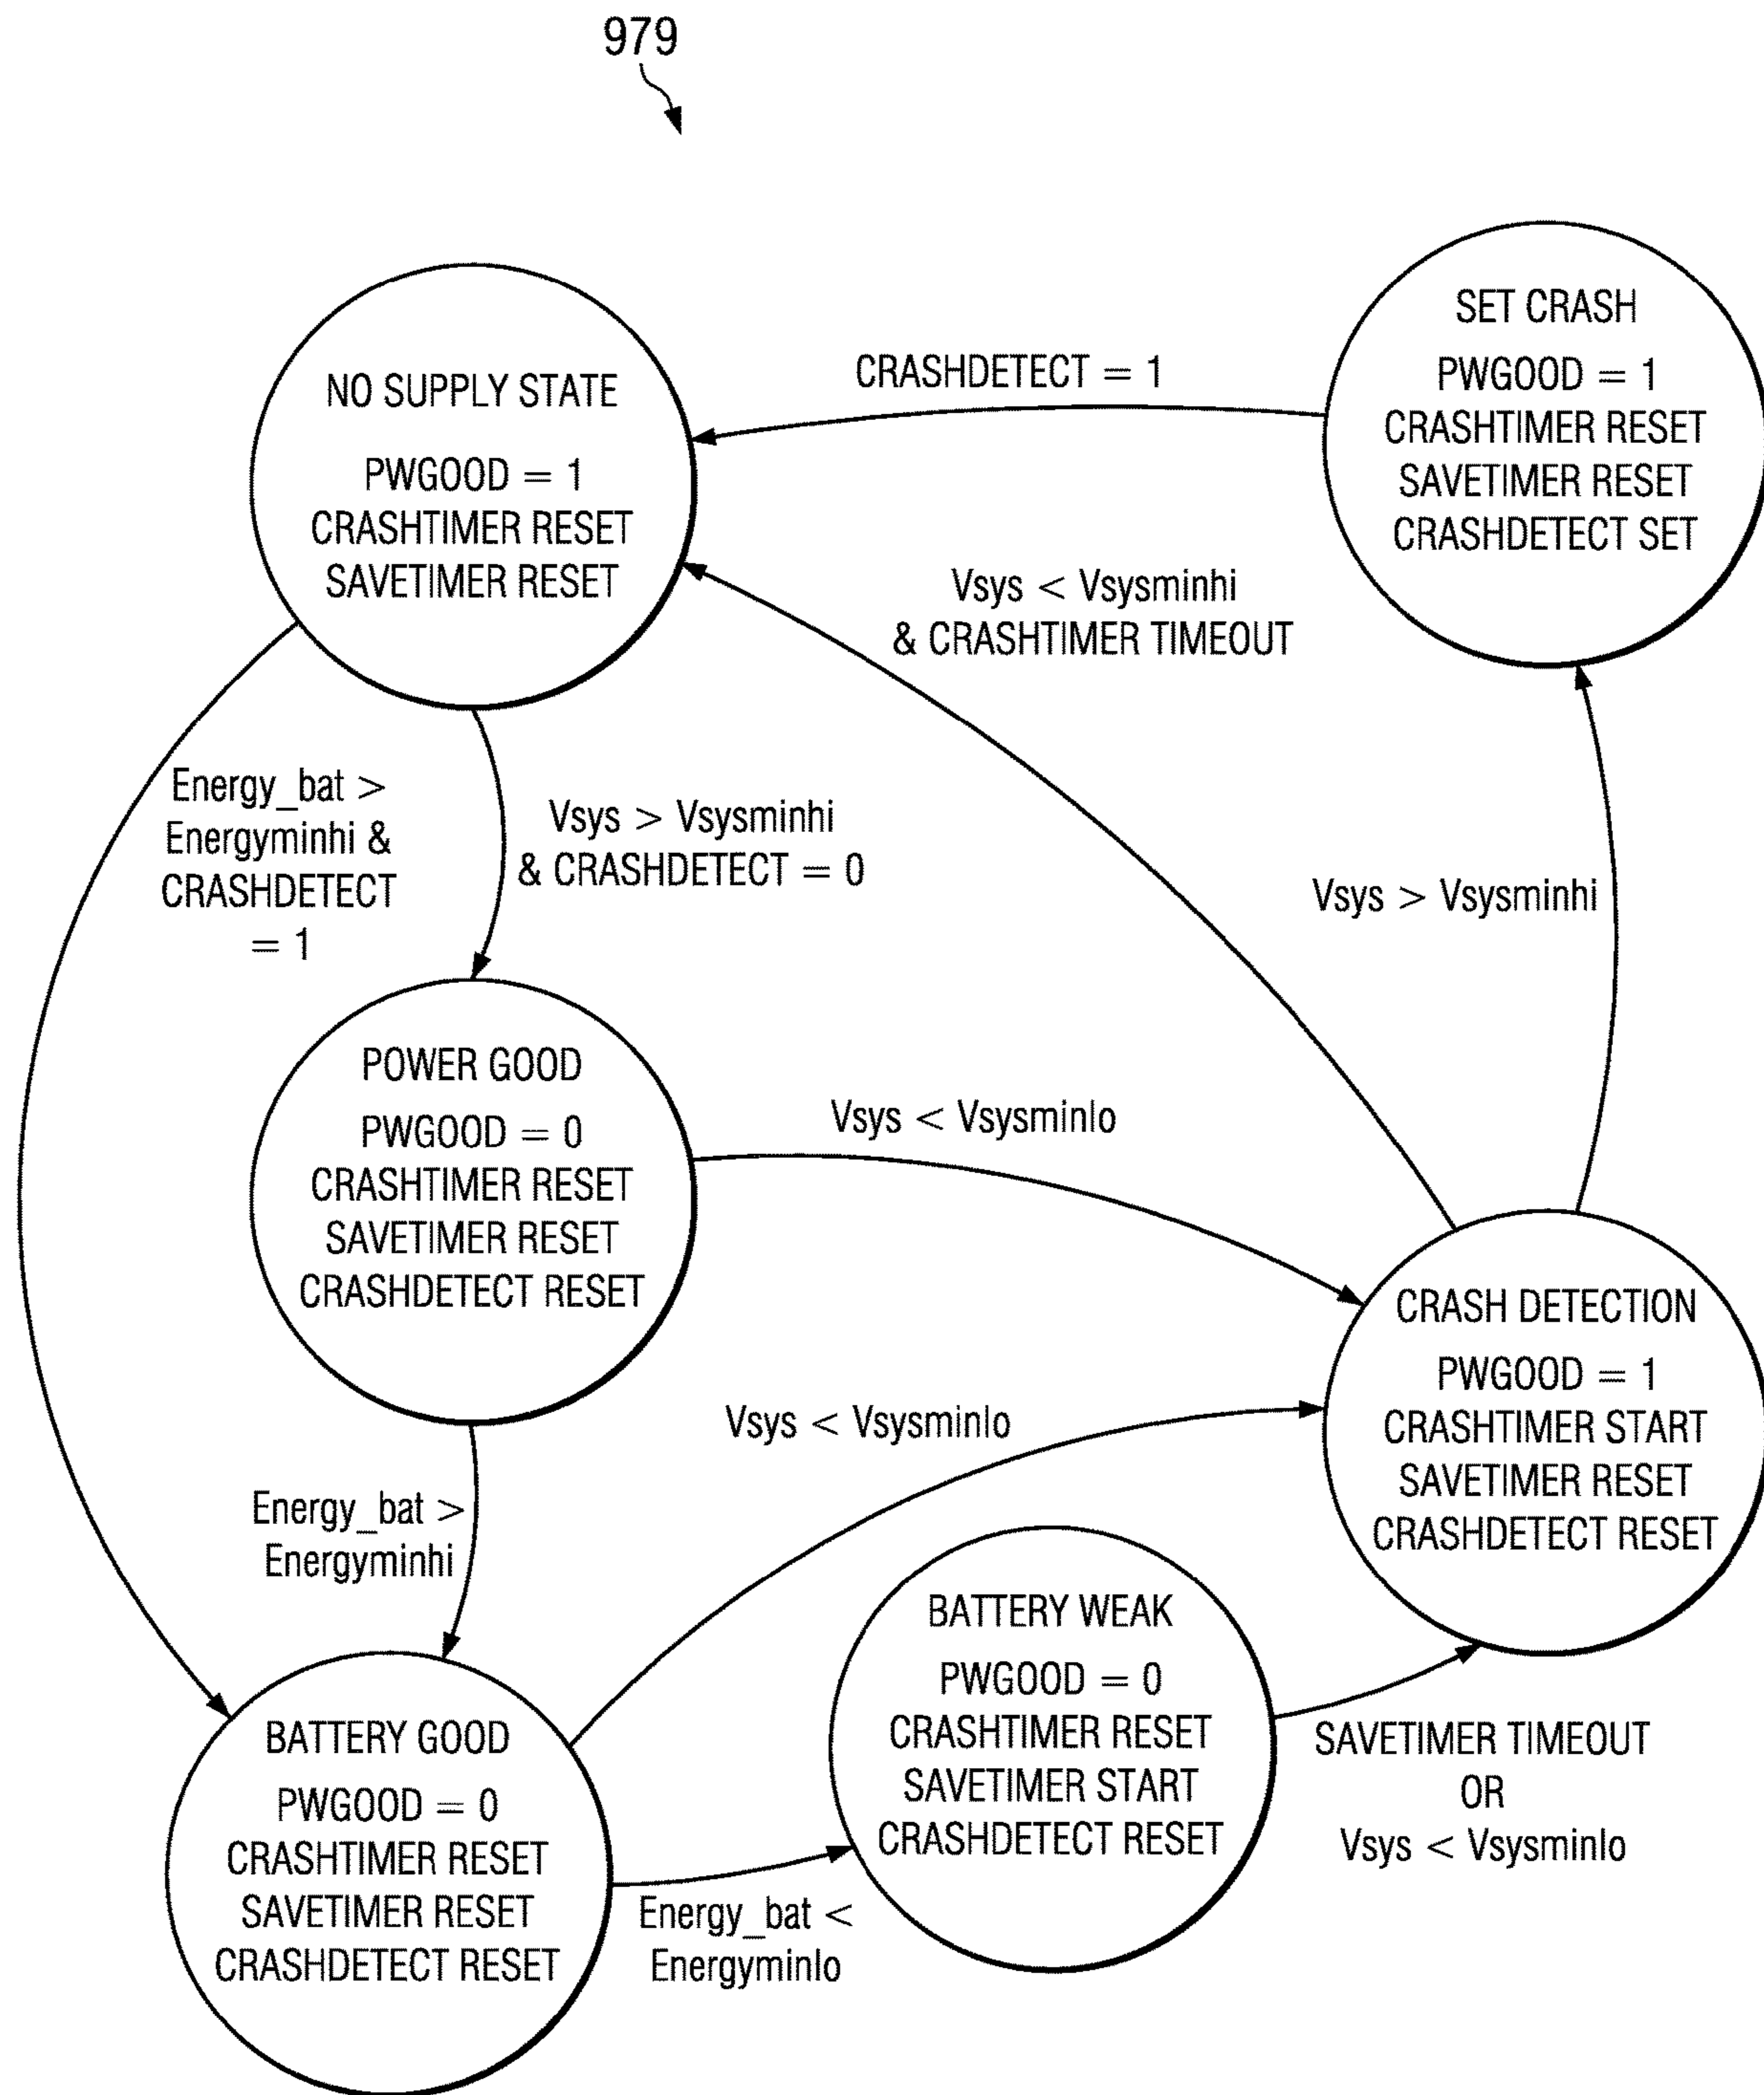 979
SET CRASH
PWGOOD = 1
CRASHTIMER RESET
SAVETIMER RESET
CRASHDETECT SET
CRASHDETECT = 1
NO SUPPLY STATE
PWGOOD = 1
CRASHTIMER RESET
SAVETIMER RESET
Vsys < Vsysminhi
& CRASHTIMER TIMEOUT
Energy_bat >
Energyminhi &
CRASHDETECT
= 1
Vsys > Vsysminhi
& CRASHDETECT = 0
Vsys > Vsysminhi
POWER GOOD
PWGOOD = 0
CRASHTIMER RESET
SAVETIMER RESET
CRASHDETECT RESET
Vsys < Vsysminlo
CRASH DETECTION
PWGOOD = 1
CRASHTIMER START
SAVETIMER RESET
CRASHDETECT RESET
Vsys < Vsysminlo
Energy_bat >
Energyminhi
BATTERY WEAK
PWGOOD = 0
CRASHTIMER RESET
SAVETIMER START
CRASHDETECT RESET
SAVETIMER TIMEOUT
OR
Vsys < Vsysminlo
BATTERY GOOD
PWGOOD = 0
CRASHTIMER RESET
SAVETIMER RESET
CRASHDETECT RESET
Energy_bat <
Energyminlo